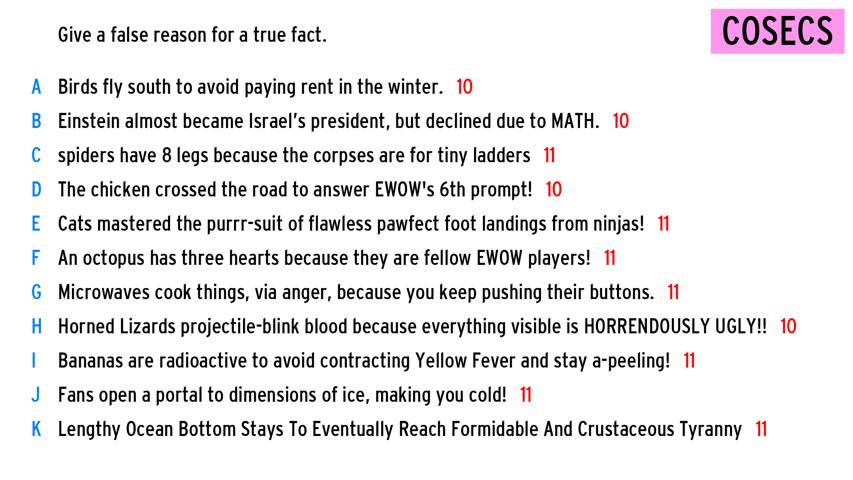 Give a false reason for a true fact.
COSECS
A Birds fly south to avoid paying rent in the winter. 10
B Einstein almost became Israel's president, but declined due to MATH. 10
C spiders have 8 legs because the corpses are for tiny ladders 11
D The chicken crossed the road to answer EWOW's 6th prompt! 10
E Cats mastered the purrr-suit of flawless pawfect foot landings from ninjas! 11
F An octopus has three hearts because they are fellow EWOW players! 11
G Microwaves cook things, via anger, because you keep pushing their buttons. 11
H Horned Lizards projectile-blink blood because everything visible is HORRENDOUSLY UGLY!! 10
I Bananas are radioactive to avoid contracting Yellow Fever and stay a-peeling! 11
J Fans open a portal to dimensions of ice, making you cold! 11
K Lengthy Ocean Bottom Stays To Eventually Reach Formidable And Crustaceous Tyranny 11